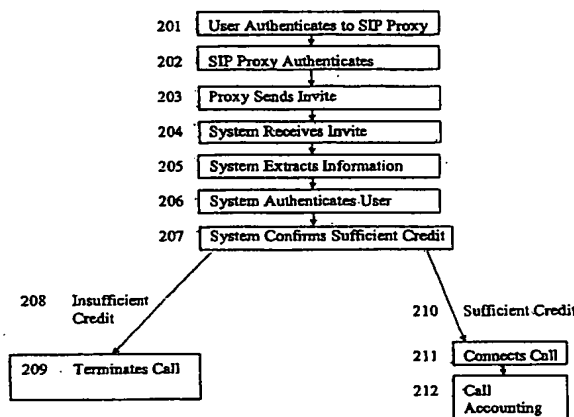 201 User Authenticates to SIP Proxy
202 SIP Proxy Authenticates
203 Proxy Sends Invite
204 System Receives Invite
205 System Extracts Information
206 System Authenticates User
207 System Confirms Sufficient Credit
208 Insufficient
Credit
210 Sufficient Credit
209 Terminates Call
211 Connects Call
212 Call
Accounting